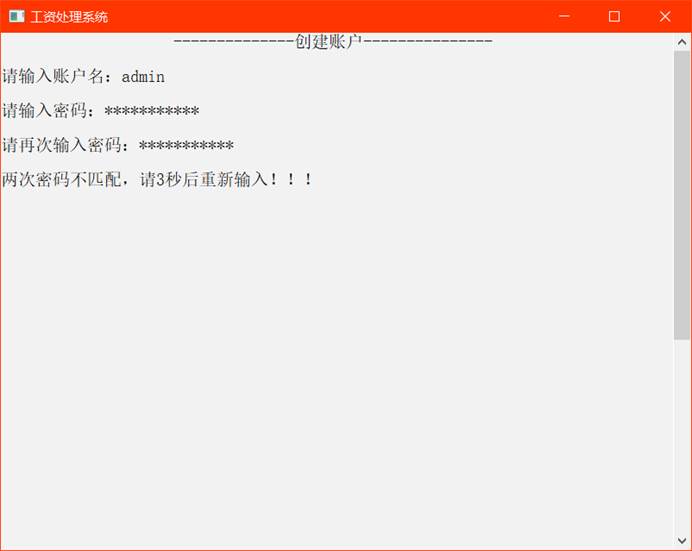 工资处理系统
--------------创建账户---------------
请输入账户名：admin
请输入密码：***********
请再次输入密码：***********
两次密码不匹配，请3秒后重新输入！！！